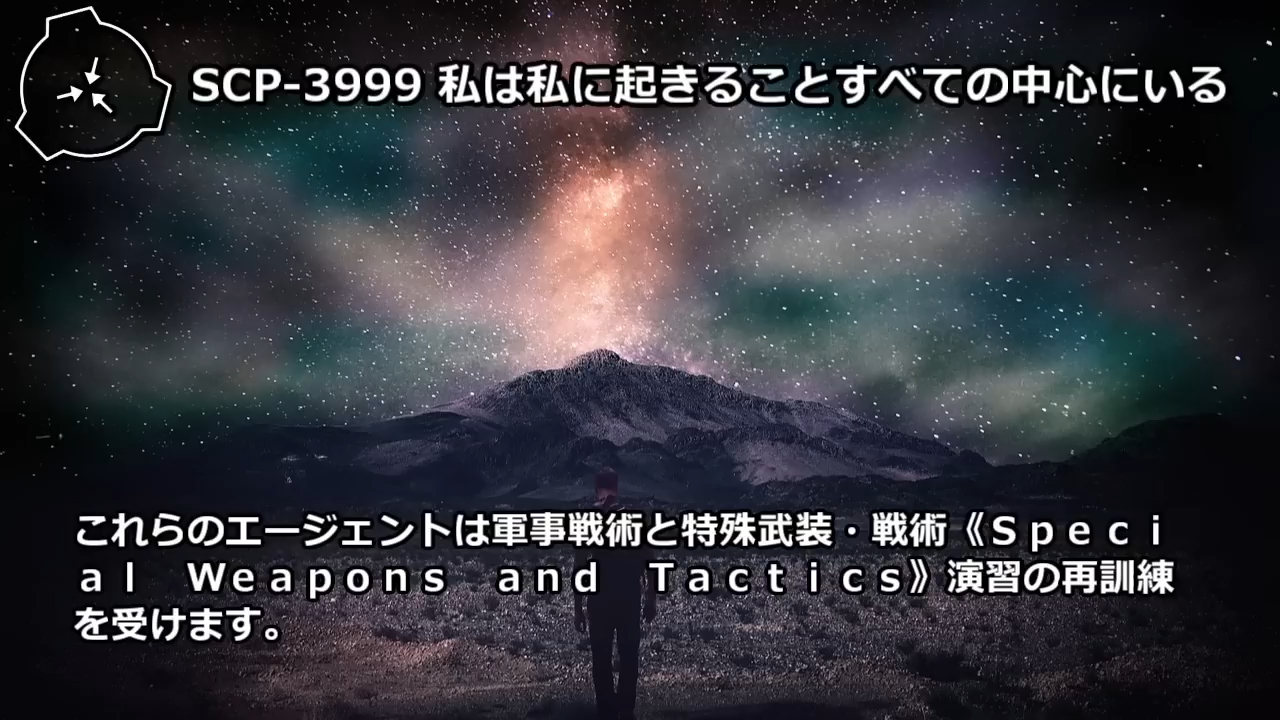 SCP-3999 私は私に起きることすべての中心にいる
これらのエージェントは軍事戦術と特殊武装・戦術《Ｓｐｅｃｉ
ａｌ　Ｗｅａｐｏｎｓ　ａｎｄ　Ｔａｃｔｉｃｓ》演習の再訓練
を受けます。